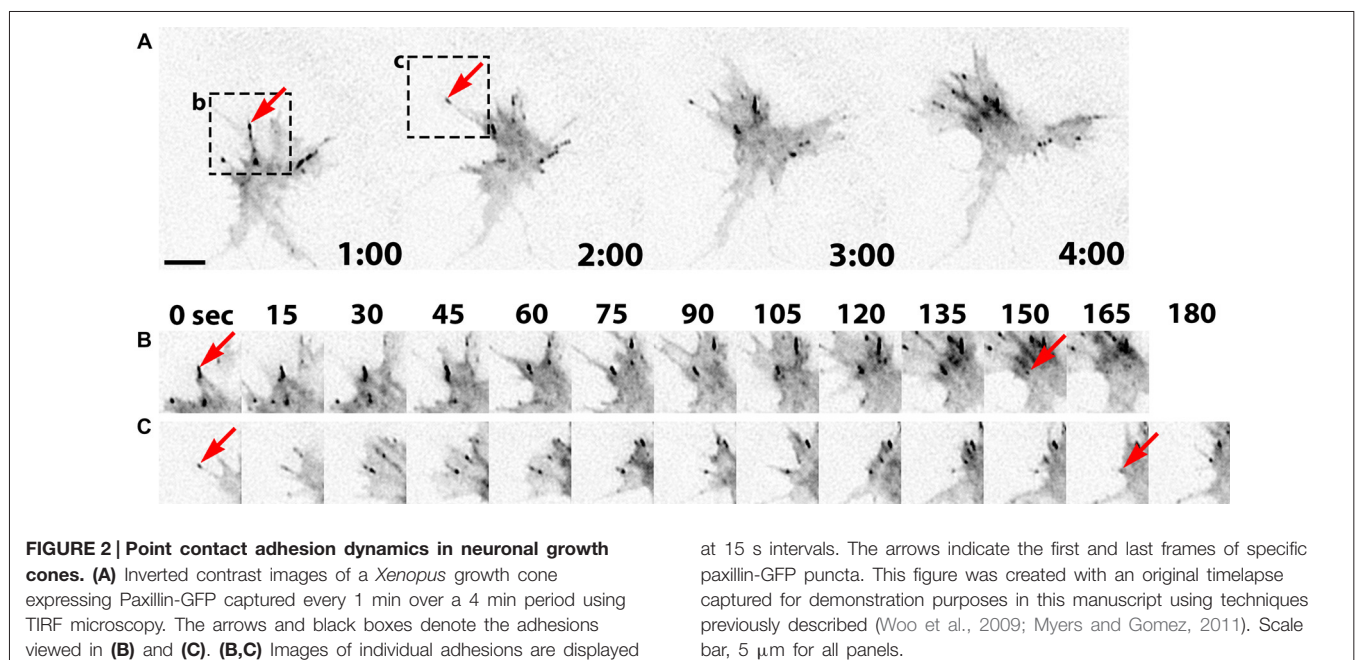 A
b
c
1:00
2:00
3:00
4:00
0 sec 15 30 45 60 75 90 105 120 135 150 165 180
B
C
FIGURE 2 | Point contact adhesion dynamics in neuronal growth
cones. (A) Inverted contrast images of a Xenopus growth cone
expressing Paxillin-GFP captured every 1 min over a 4 min period using
TIRF microscopy. The arrows and black boxes denote the adhesions
viewed in (B) and (C). (B,C) Images of individual adhesions are displayed
at 15 s intervals. The arrows indicate the first and last frames of specific
paxillin-GFP puncta. This figure was created with an original timelapse
captured for demonstration purposes in this manuscript using techniques
previously described (Woo et al., 2009; Myers and Gomez, 2011). Scale
bar, 5 μm for all panels.